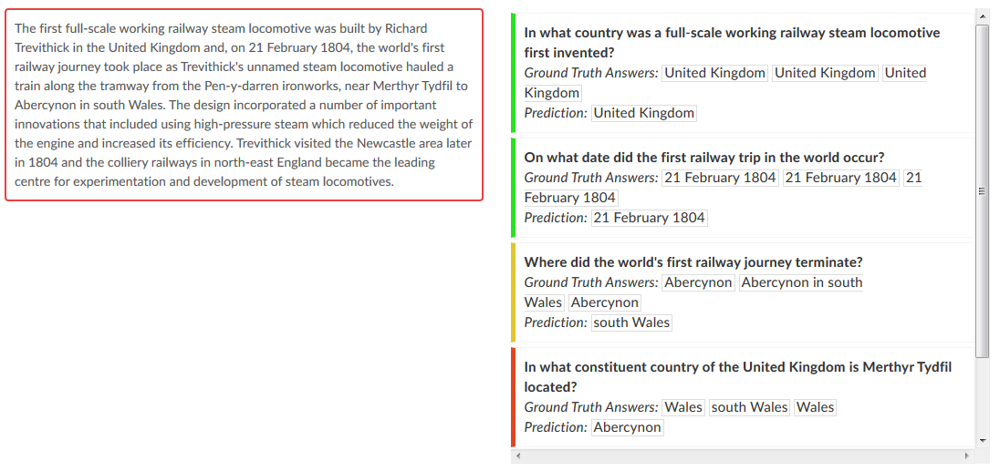 The first full-scale working railway steam locomotive was built by Richard
Trevithick in the United Kingdom and, on 21 February 1804, the world's first
railway journey took place as Trevithick's unnamed steam locomotive hauled a
train along the tramway from the Pen-y-darren ironworks, near Merthyr Tydfil to
Abercynon in south Wales. The design incorporated a number of important
innovations that included using high-pressure steam which reduced the weight of
the engine and increased its efficiency. Trevithick visited the Newcastle area later
in 1804 and the colliery railways in north-east England became the leading
centre for experimentation and development of steam locomotives.
In what country was a full-scale working railway steam locomotive
first invented?
Ground Truth Answers: United Kingdom United Kingdom United
Kingdom
Prediction: United Kingdom
On what date did the first railway trip in the world occur?
Ground Truth Answers: 21 February 1804 21 February 1804 21
February 1804
Prediction: 21 February 1804
Where did the world's first railway journey terminate?
Ground Truth Answers: Abercynon Abercynon in south
Wales Abercynon
Prediction: south Wales
In what constituent country of the United Kingdom is Merthyr Tydfil
located?
Ground Truth Answers: Wales south Wales Wales
Prediction: Abercynon